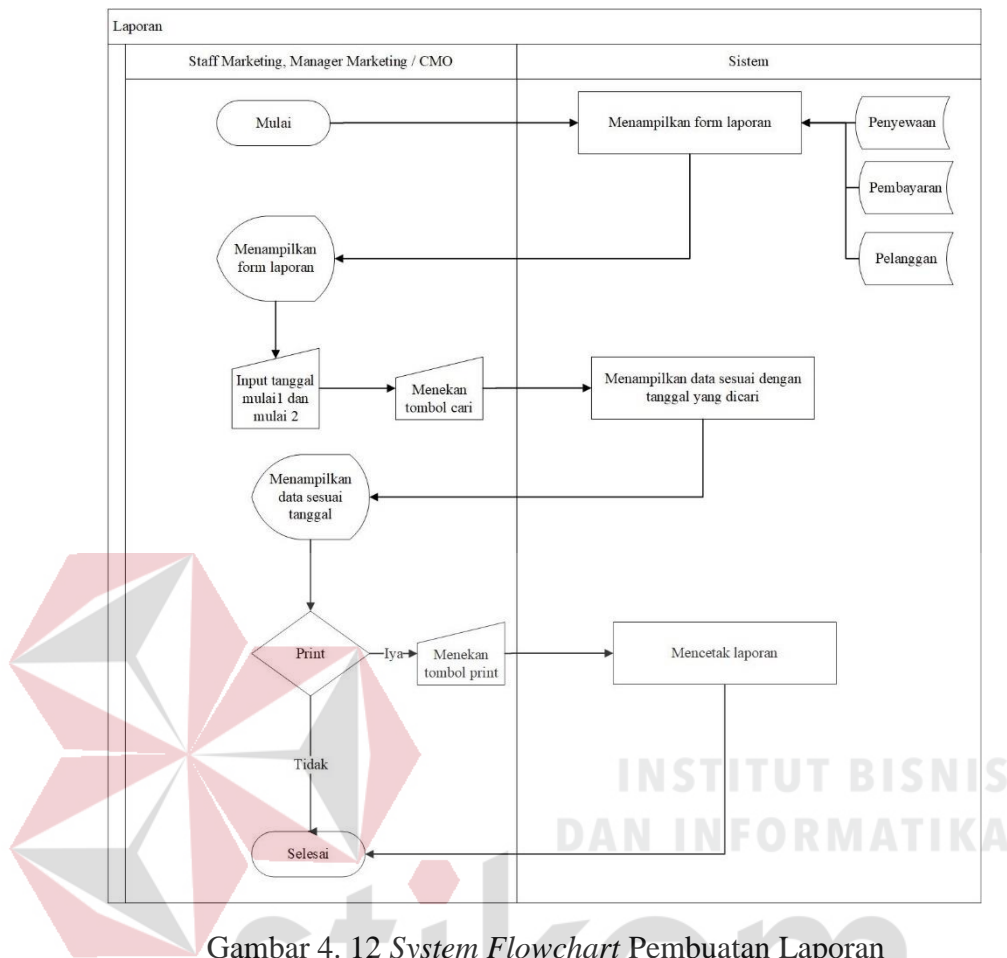 Laporan
Staff Marketing, Manager Marketing / CMO
Sistem
Mulai
Menampilkan form laporan
Penyewaan
Pembayaran
Pelanggan
Menampilkan
form laporan
Input tanggal
mulai1 dan
mulai 2
Menekan
tombol cari
Menampilkan data sesuai dengan
tanggal yang dicari
Menampilkan
data sesuai
tanggal
Print
Iya
Menekan
tombol print
Mencetak laporan
Tidak
Selesai
INSTITUT BISNIS
DAN INFORMATIKA
stikom
Gambar 4. 12 System Flowchart Pembuatan Laporan